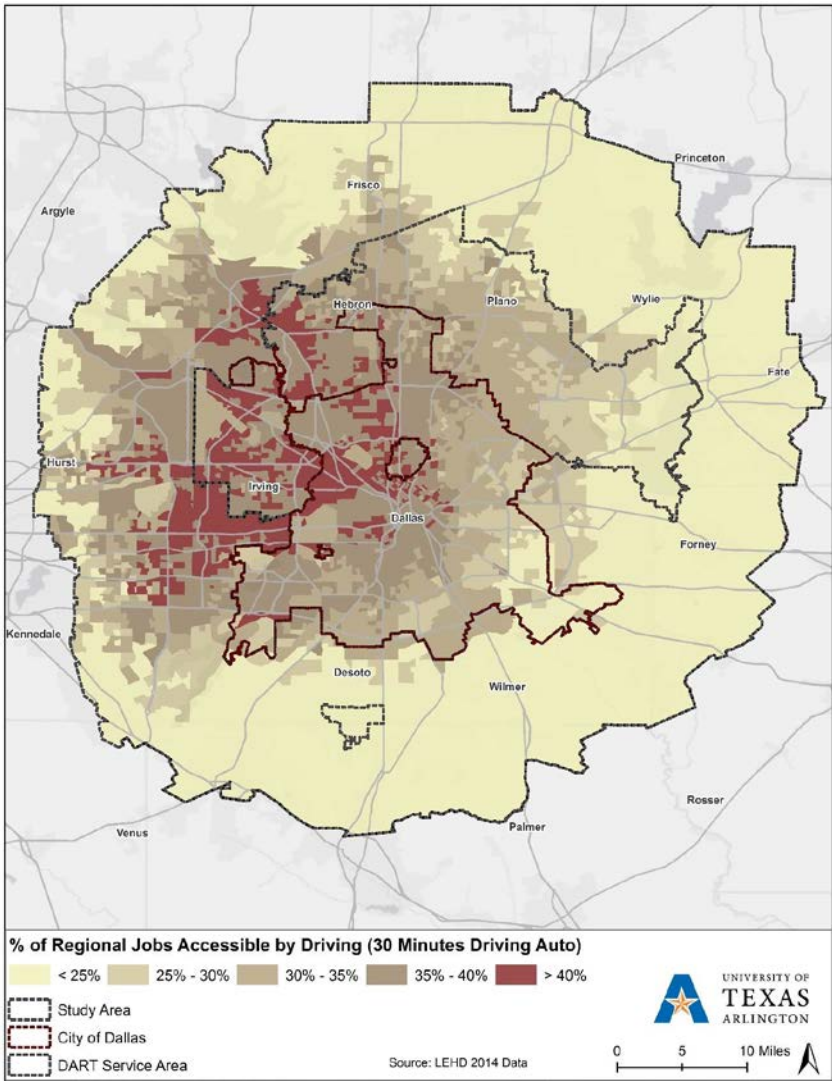 Princeton
Frisco
Argyle
Hebron
Plano
Wylie
Fate
Hurst
Irving
Dallas
Forney
Kennedale
Desoto
Wilmer
Rosser
Venus
Palmer
% of Regional Jobs Accessible by Driving (30 Minutes Driving Auto)
< 25% 25% - 30% 30% - 35% 35% - 40% > 40%
Study Area
City of Dallas
DART Service Area
Source: LEHD 2014 Data
UNIVERSITY OF
TEXAS
ARLINGTON
0 5 10 Miles